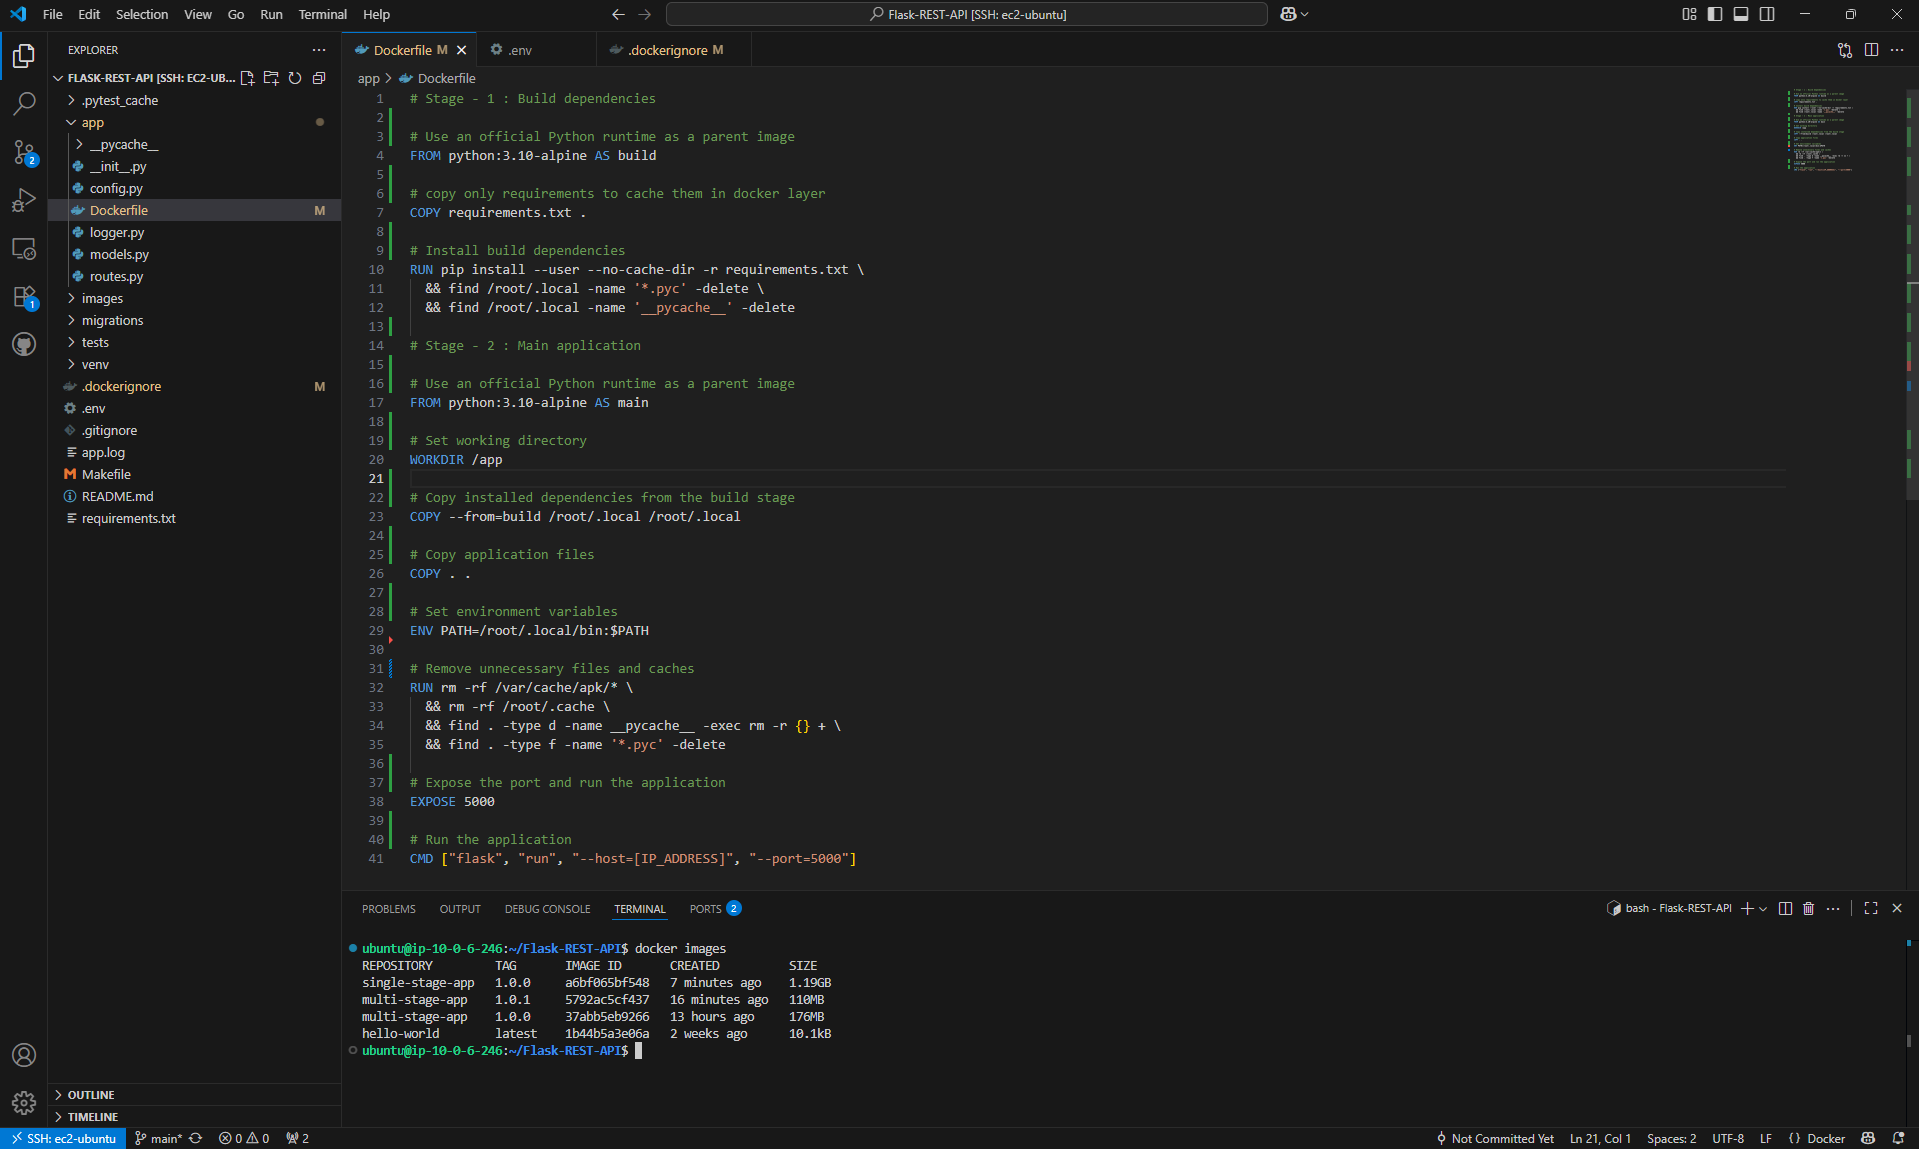 File Edit Selection View Go Run Terminal Help
Flask-REST-API [SSH: ec2-ubuntu]
EXPLORER
FLASK-REST-API [SSH: EC2-UB...
.pytest_cache
app
__pycache__
__init__.py
config.py
Dockerfile M
logger.py
models.py
routes.py
images
migrations
tests
venv
.dockerignore M
.env
.gitignore
app.log
Makefile
README.md
requirements.txt
OUTLINE
TIMELINE
2
1
Dockerfile M
.env
.dockerignore M
app > Dockerfile
1 # Stage - 1 : Build dependencies
2
3 # Use an official Python runtime as a parent image
4 FROM python:3.10-alpine AS build
5
6 # copy only requirements to cache them in docker layer
7 COPY requirements.txt .
8
9 # Install build dependencies
10 RUN pip install --user --no-cache-dir -r requirements.txt \
11 && find /root/.local -name '*.pyc' -delete \
12 && find /root/.local -name '__pycache__' -delete
13
14 # Stage - 2 : Main application
15
16 # Use an official Python runtime as a parent image
17 FROM python:3.10-alpine AS main
18
19 # Set working directory
20 WORKDIR /app
21
22 # Copy installed dependencies from the build stage
23 COPY --from=build /root/.local /root/.local
24
25 # Copy application files
26 COPY . .
27
28 # Set environment variables
29 ENV PATH=/root/.local/bin:$PATH
30
31 # Remove unnecessary files and caches
32 RUN rm -rf /var/cache/apk/* \
33 && rm -rf /root/.cache \
34 && find . -type d -name __pycache__ -exec rm -r {} + \
35 && find . -type f -name '*.pyc' -delete
36
37 # Expose the port and run the application
38 EXPOSE 5000
39
40 # Run the application
41 CMD ["flask", "run", "--host=[IP_ADDRESS]", "--port=5000"]
PROBLEMS OUTPUT DEBUG CONSOLE TERMINAL PORTS 2
bash - Flask-REST-API
ubuntu@ip-10-0-6-246:~/Flask-REST-API$ docker images
REPOSITORY TAG IMAGE ID CREATED SIZE
single-stage-app 1.0.0 a6bf065bf548 7 minutes ago 1.19GB
multi-stage-app 1.0.1 5792ac5cf437 16 minutes ago 110MB
multi-stage-app 1.0.0 37abb5eb9266 13 hours ago 176MB
hello-world latest 1b44b5a3e06a 2 weeks ago 10.1kB
ubuntu@ip-10-0-6-246:~/Flask-REST-API$
SSH: ec2-ubuntu main* 0 0 2
Not Committed Yet Ln 21, Col 1 Spaces: 2 UTF-8 LF {} Docker